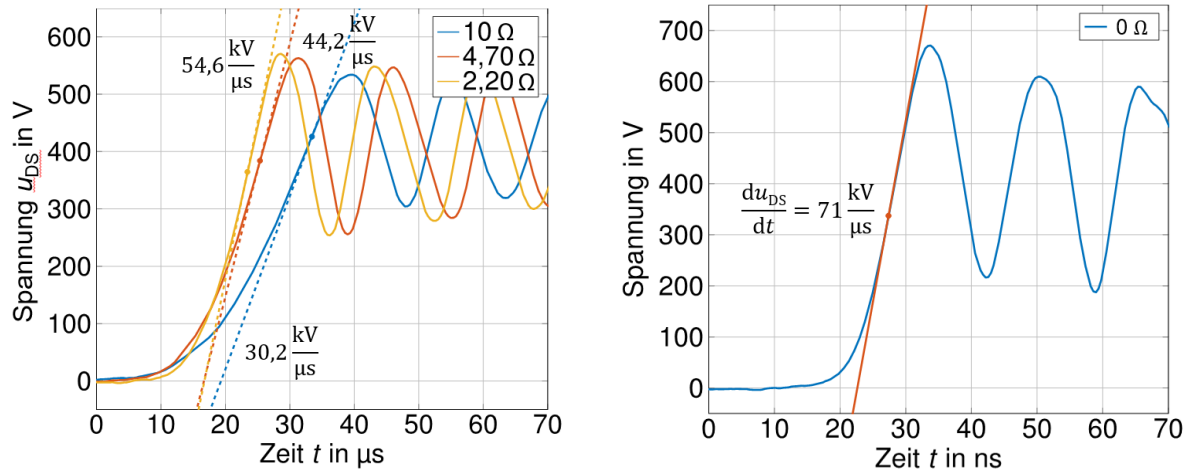 Spannung uDS in V
600
500
400
300
200
100
0
54,6 kV/µs
44,2 kV/µs
30,2 kV/µs
10 Ω
4,70 Ω
2,20 Ω
0 10 20 30 40 50 60 70
Zeit t in µs
Spannung in V
700
600
500
400
300
200
100
0
0 Ω
duDS/dt = 71 kV/µs
0 10 20 30 40 50 60 70
Zeit t in ns